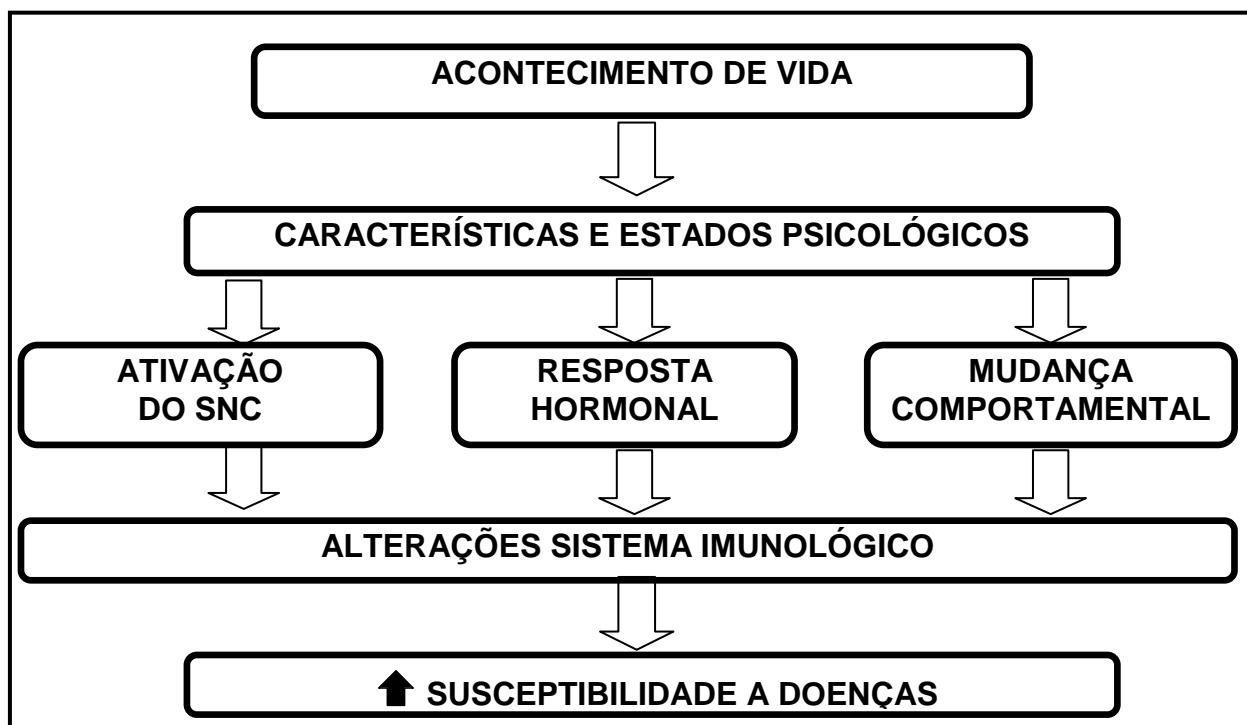 ACONTECIMENTO DE VIDA
CARACTERÍSTICAS E ESTADOS PSICOLÓGICOS
ATIVAÇÃO
DO SNC
RESPOSTA
HORMONAL
MUDANÇA
COMPORTAMENTAL
ALTERAÇÕES SISTEMA IMUNOLÓGICO
SUSCEPTIBILIDADE A DOENÇAS